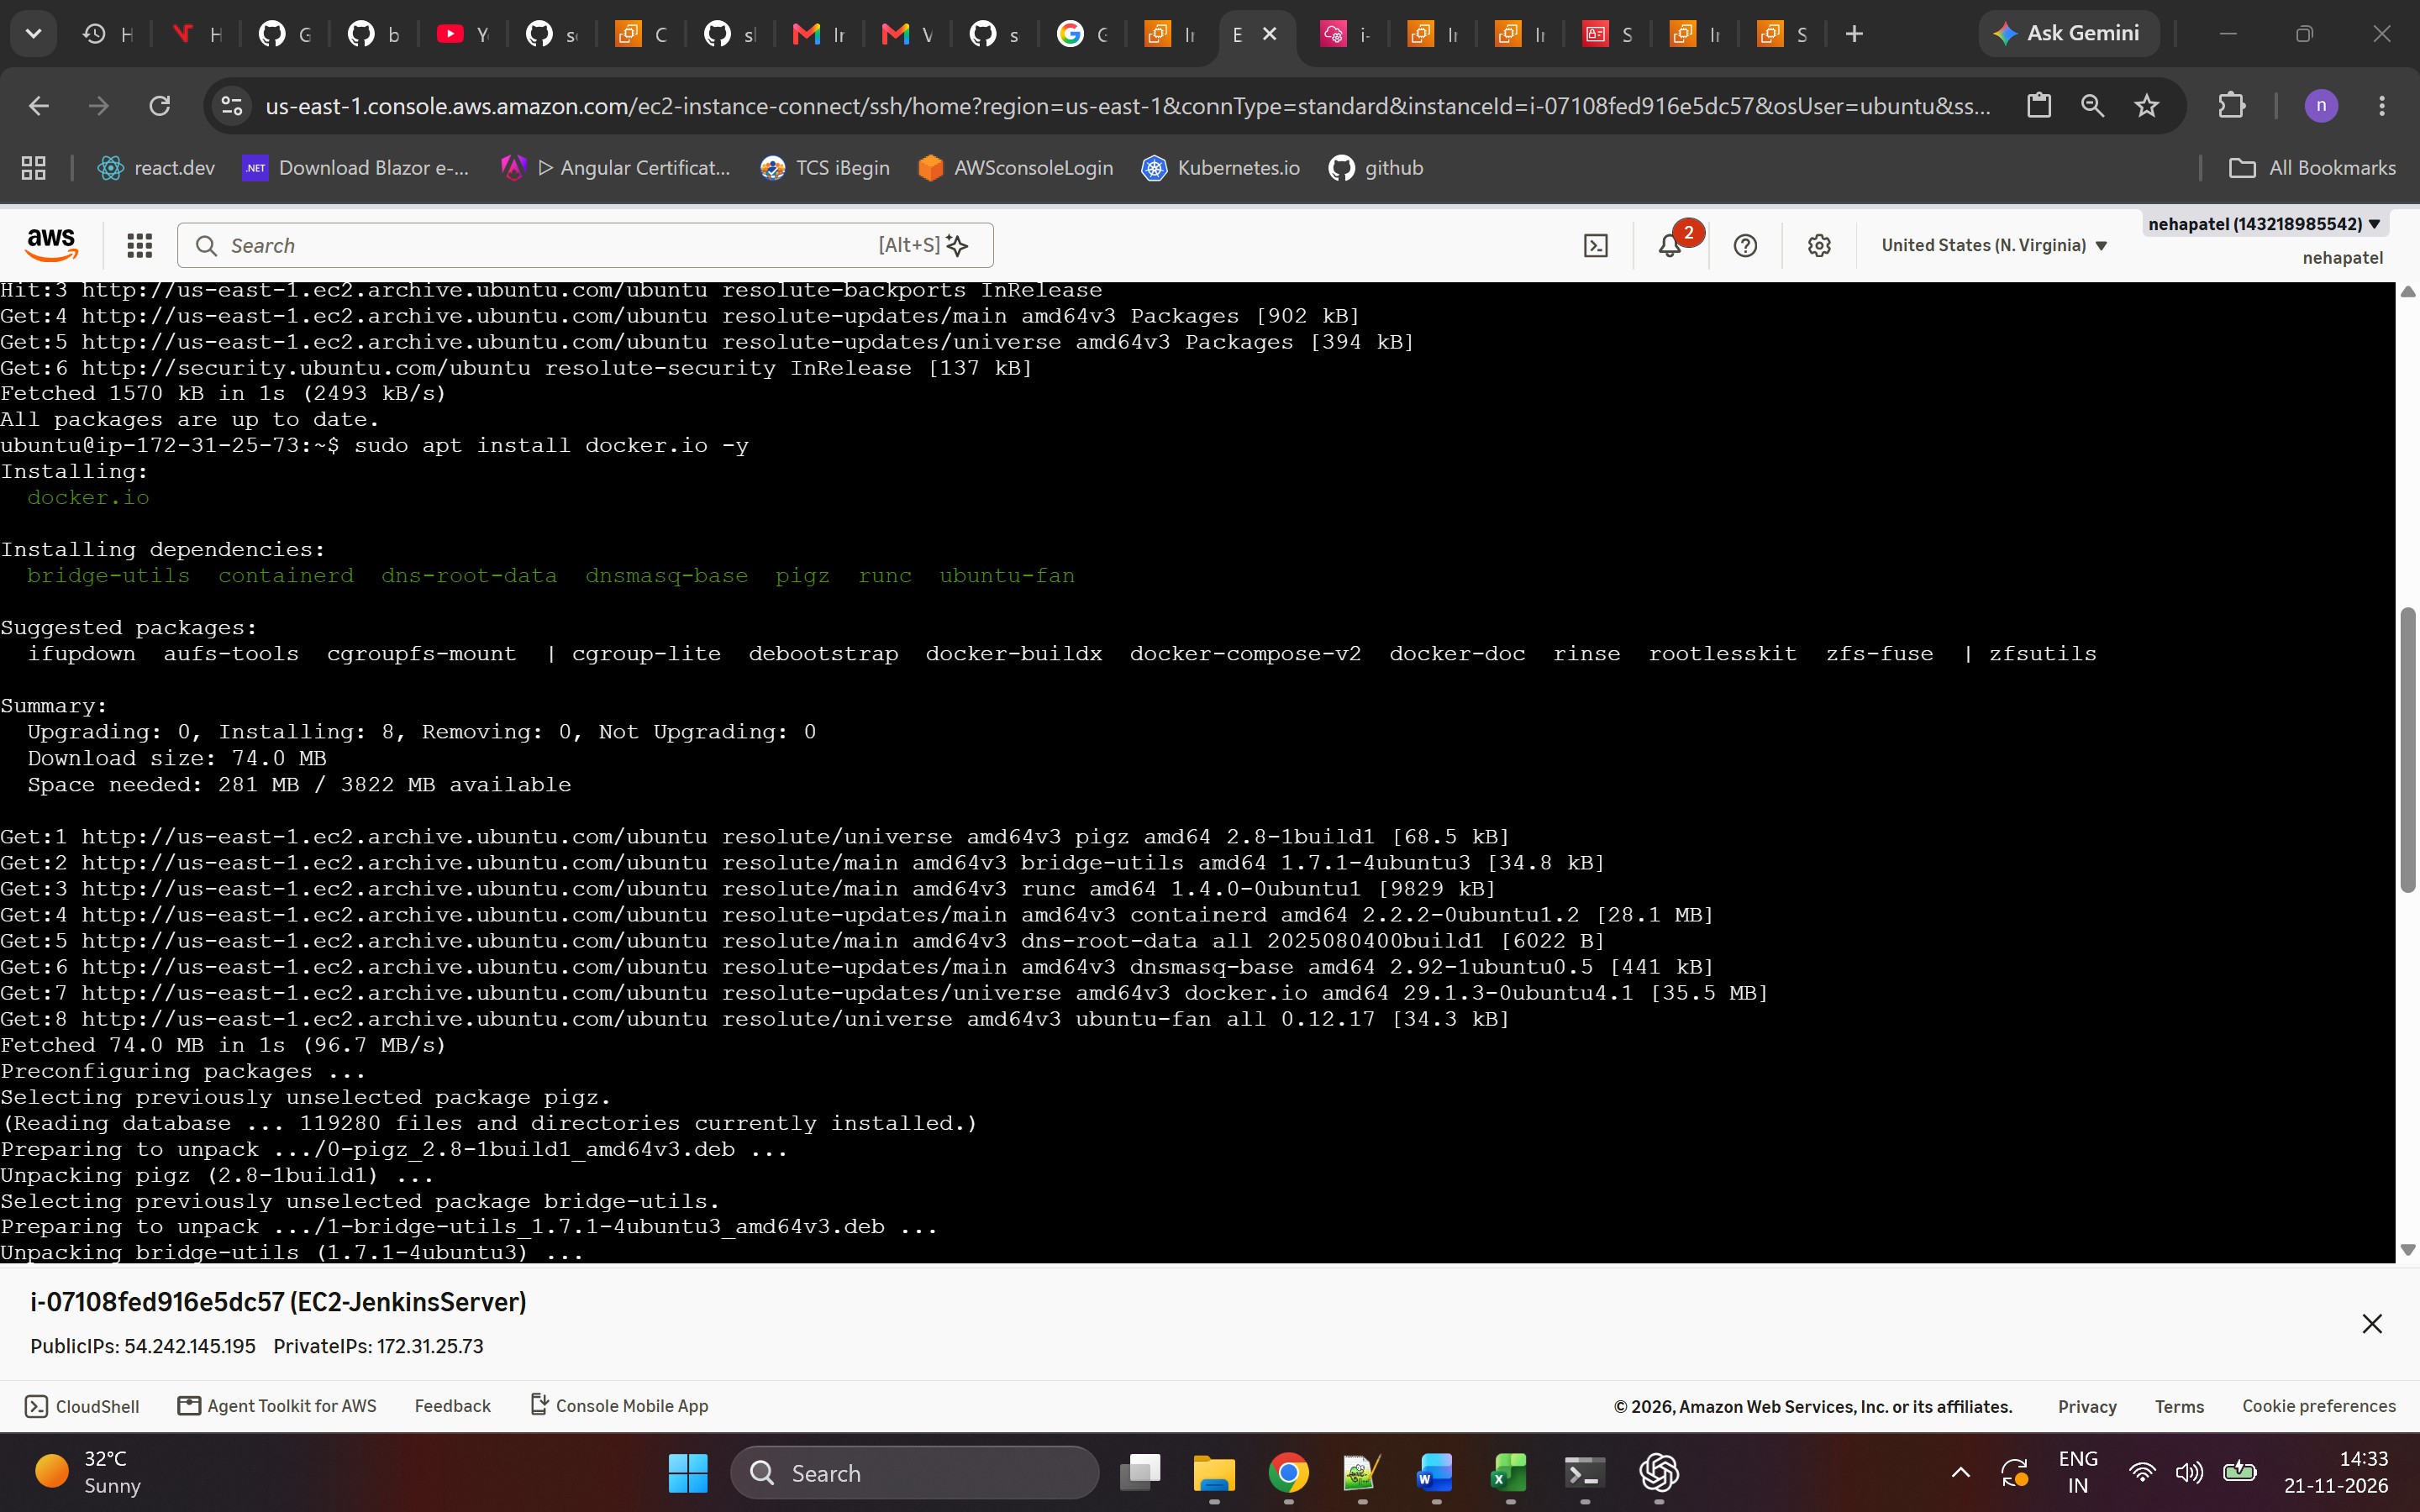 H
H
G
b
Y
C
s
Ir
V
s
G
Ir
E
i-
Ir
Ir
S
Ir
S
Ask Gemini
us-east-1.console.aws.amazon.com/ec2-instance-connect/ssh/home?region=us-east-1&connType=standard&instanceId=i-07108fed916e5dc57&osUser=ubuntu&ss...
n
react.dev
.NET Download Blazor e-...
Angular Certificat...
TCS iBegin
AWSconsoleLogin
Kubernetes.io
github
All Bookmarks
aws
Search [Alt+S]
2
United States (N. Virginia) ▼
nehapatel (143218985542) ▼
nehapatel
Hit:3 http://us-east-1.ec2.archive.ubuntu.com/ubuntu resolute-backports InRelease
Get:4 http://us-east-1.ec2.archive.ubuntu.com/ubuntu resolute-updates/main amd64v3 Packages [902 kB]
Get:5 http://us-east-1.ec2.archive.ubuntu.com/ubuntu resolute-updates/universe amd64v3 Packages [394 kB]
Get:6 http://security.ubuntu.com/ubuntu resolute-security InRelease [137 kB]
Fetched 1570 kB in 1s (2493 kB/s)
All packages are up to date.
ubuntu@ip-172-31-25-73:~$ sudo apt install docker.io -y
Installing:
docker.io
Installing dependencies:
bridge-utils containerd dns-root-data dnsmasq-base pigz runc ubuntu-fan
Suggested packages:
ifupdown aufs-tools cgroupfs-mount | cgroup-lite debootstrap docker-buildx docker-compose-v2 docker-doc rinse rootlesskit zfs-fuse | zfsutils
Summary:
Upgrading: 0, Installing: 8, Removing: 0, Not Upgrading: 0
Download size: 74.0 MB
Space needed: 281 MB / 3822 MB available
Get:1 http://us-east-1.ec2.archive.ubuntu.com/ubuntu resolute/universe amd64v3 pigz amd64 2.8-1build1 [68.5 kB]
Get:2 http://us-east-1.ec2.archive.ubuntu.com/ubuntu resolute/main amd64v3 bridge-utils amd64 1.7.1-4ubuntu3 [34.8 kB]
Get:3 http://us-east-1.ec2.archive.ubuntu.com/ubuntu resolute/main amd64v3 runc amd64 1.4.0-0ubuntu1 [9829 kB]
Get:4 http://us-east-1.ec2.archive.ubuntu.com/ubuntu resolute-updates/main amd64v3 containerd amd64 2.2.2-0ubuntu1.2 [28.1 MB]
Get:5 http://us-east-1.ec2.archive.ubuntu.com/ubuntu resolute/main amd64v3 dns-root-data all 2025080400build1 [6022 B]
Get:6 http://us-east-1.ec2.archive.ubuntu.com/ubuntu resolute-updates/main amd64v3 dnsmasq-base amd64 2.92-1ubuntu0.5 [441 kB]
Get:7 http://us-east-1.ec2.archive.ubuntu.com/ubuntu resolute-updates/universe amd64v3 docker.io amd64 29.1.3-0ubuntu4.1 [35.5 MB]
Get:8 http://us-east-1.ec2.archive.ubuntu.com/ubuntu resolute/universe amd64v3 ubuntu-fan all 0.12.17 [34.3 kB]
Fetched 74.0 MB in 1s (96.7 MB/s)
Preconfiguring packages ...
Selecting previously unselected package pigz.
(Reading database ... 119280 files and directories currently installed.)
Preparing to unpack .../0-pigz_2.8-1build1_amd64v3.deb ...
Unpacking pigz (2.8-1build1) ...
Selecting previously unselected package bridge-utils.
Preparing to unpack .../1-bridge-utils_1.7.1-4ubuntu3_amd64v3.deb ...
Unpacking bridge-utils (1.7.1-4ubuntu3) ...
i-07108fed916e5dc57 (EC2-JenkinsServer)
PublicIPs: 54.242.145.195 PrivateIPs: 172.31.25.73
CloudShell
Agent Toolkit for AWS
Feedback
Console Mobile App
© 2026, Amazon Web Services, Inc. or its affiliates.
Privacy
Terms
Cookie preferences
32°C
Sunny
Search
ENG
IN
14:33
21-11-2026